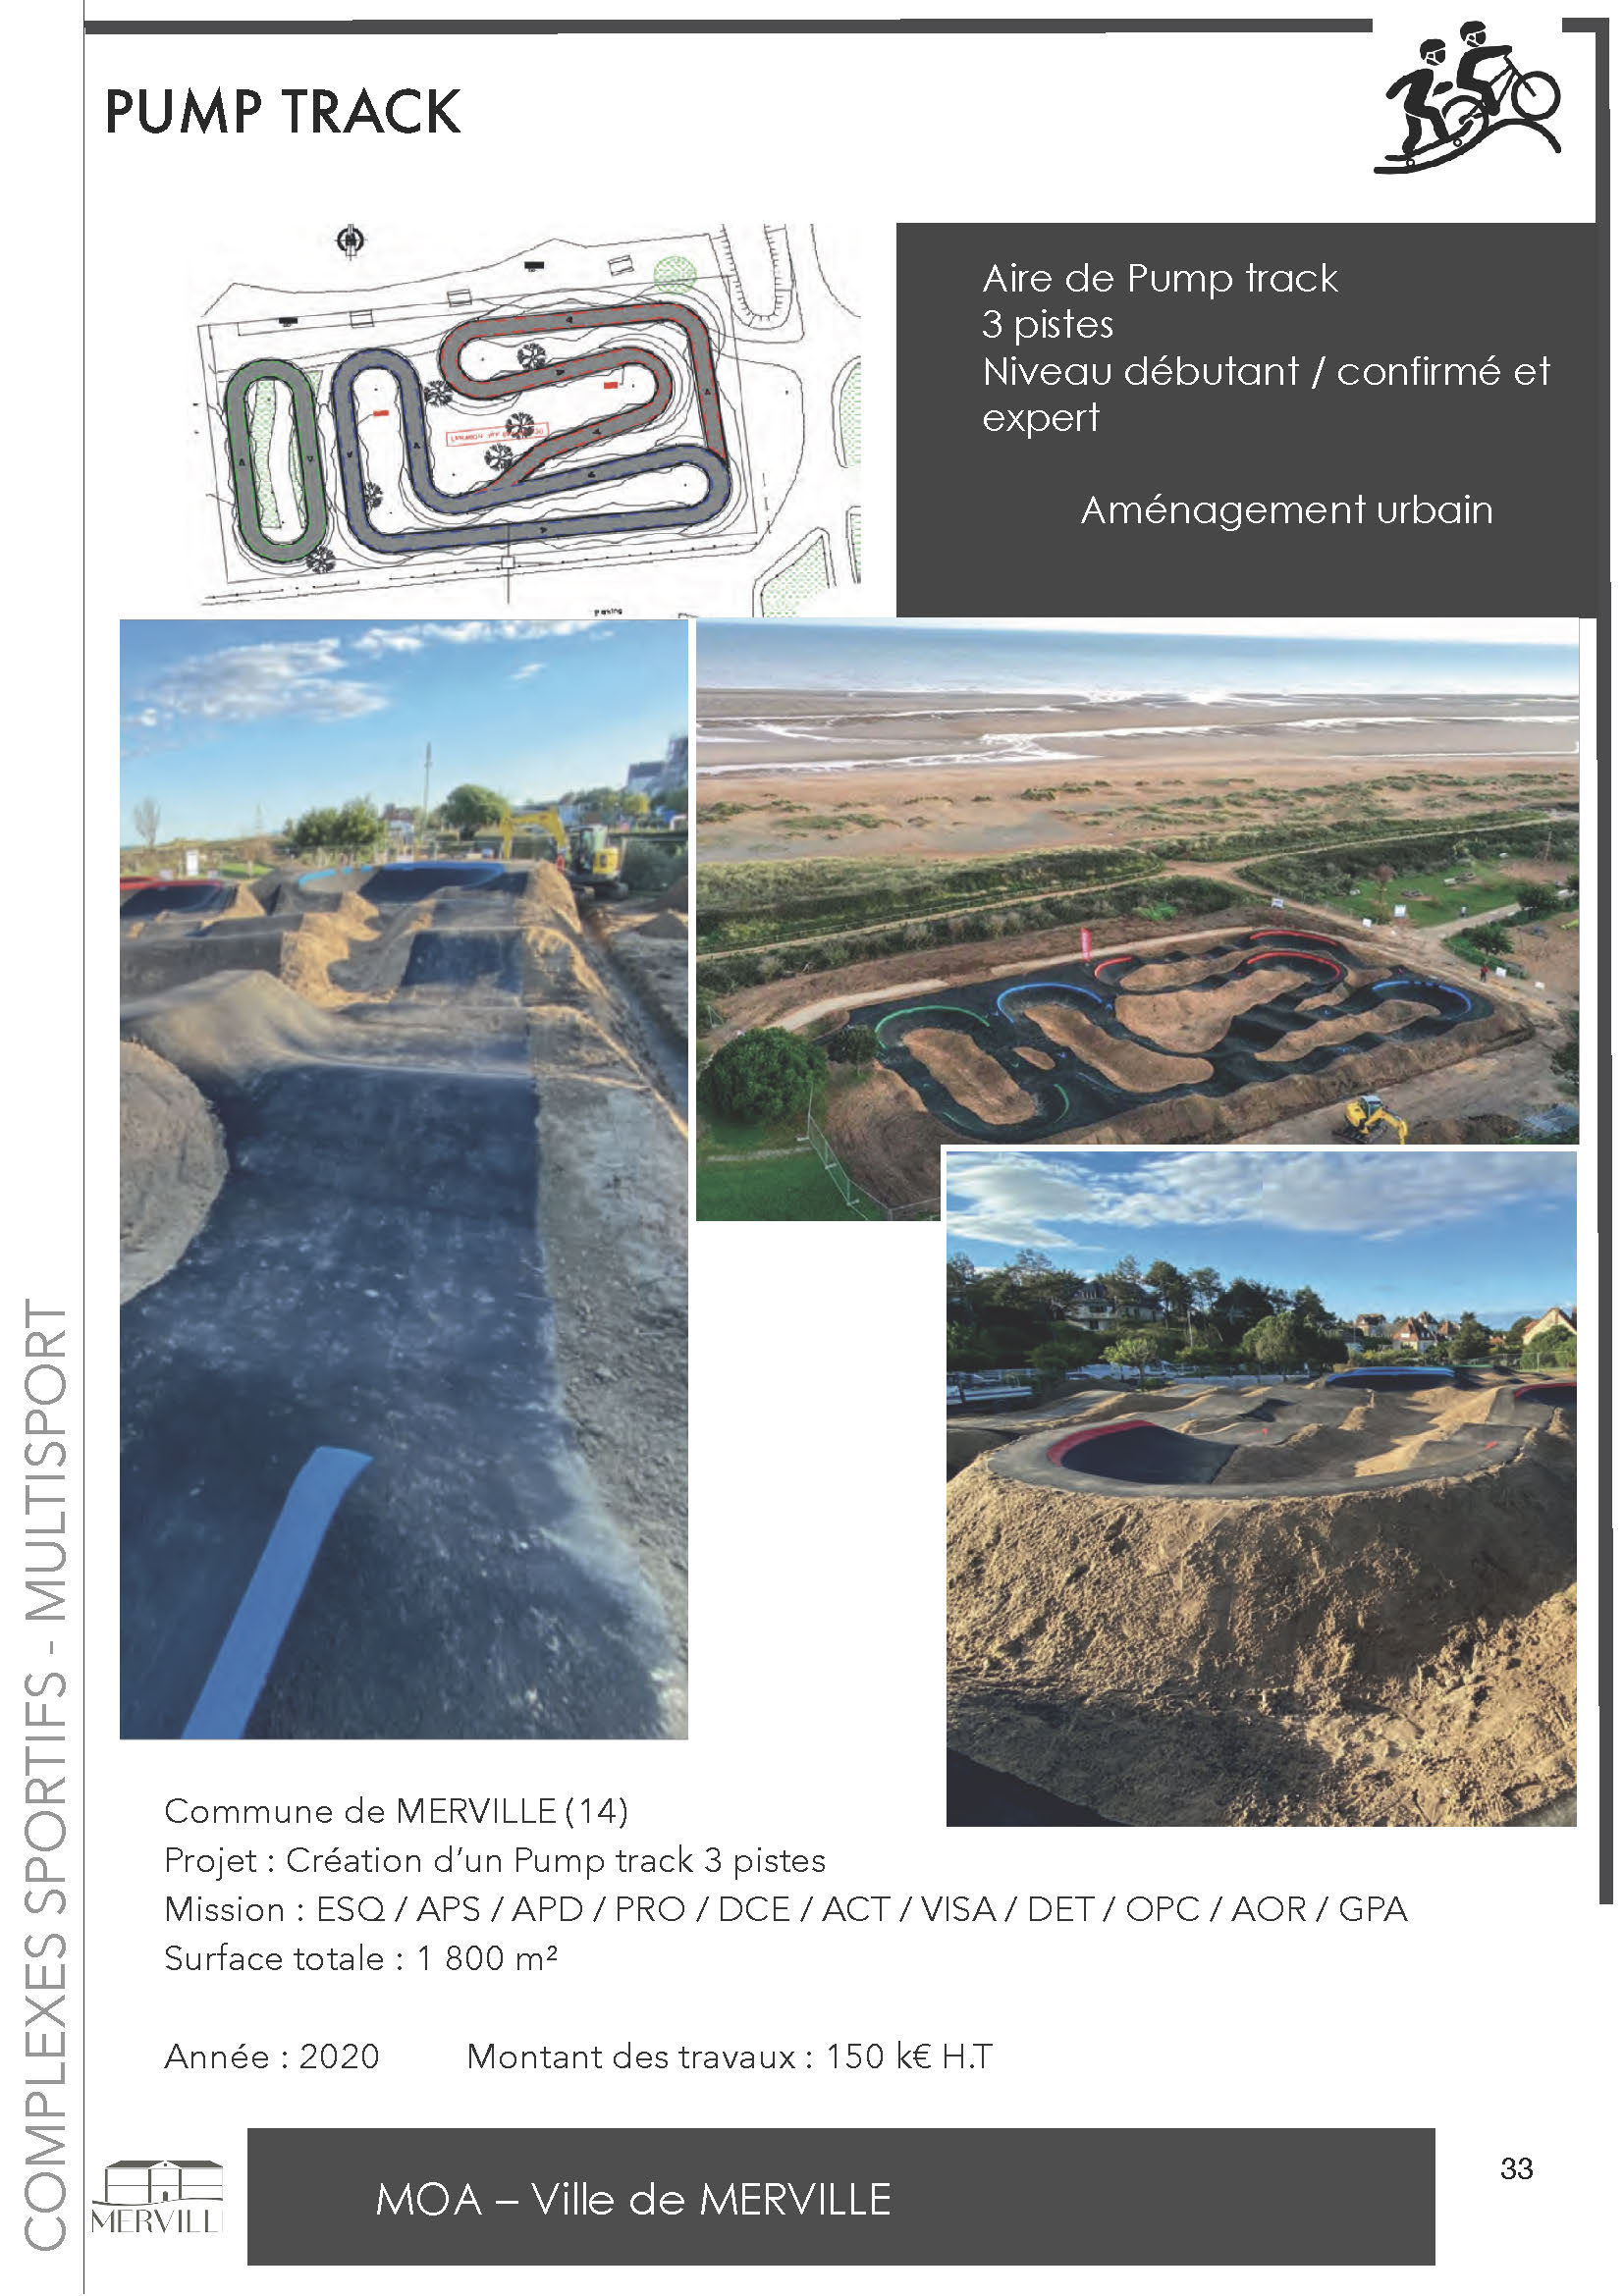 PUMP TRACK
Aire de Pump track
3 pistes
Niveau débutant / confirmé et
expert
Aménagement urbain
COMPLEXES SPORTIFS - MULTISPORT
Commune de MERVILLE (14)
Projet : Création d’un Pump track 3 pistes
Mission : ESQ / APS / APD / PRO / DCE / ACT / VISA / DET / OPC / AOR / GPA
Surface totale : 1 800 m²
Année : 2020 Montant des travaux : 150 k€ H.T
MERVILL
MOA – Ville de MERVILLE
33